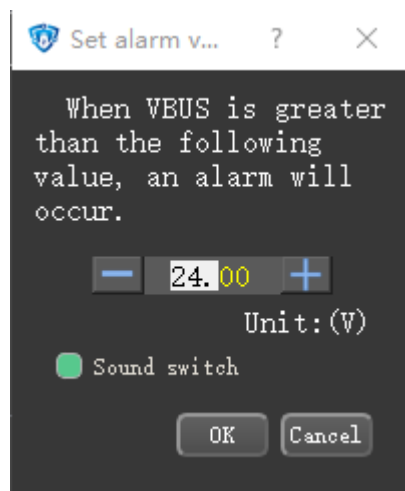 Set alarm v... ?
When VBUS is greater
than the following
value, an alarm will
occur.
24.00
Unit:(V)
Sound switch
OK Cancel